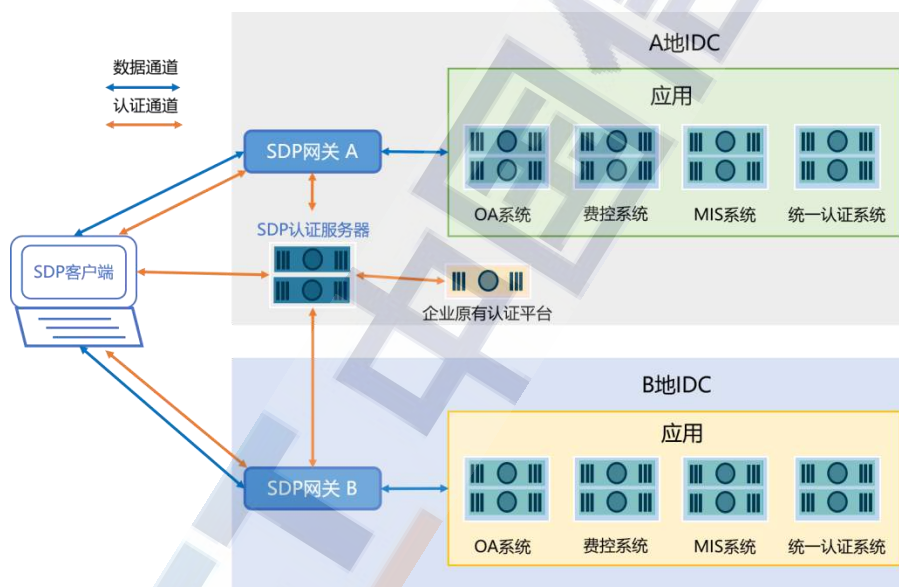 A地IDC
数据通道
认证通道
应用
SDP网关 A
OA系统
费控系统
MIS系统
统一认证系统
SDP认证服务器
SDP客户端
企业原有认证平台
B地IDC
应用
SDP网关 B
OA系统
费控系统
MIS系统
统一认证系统